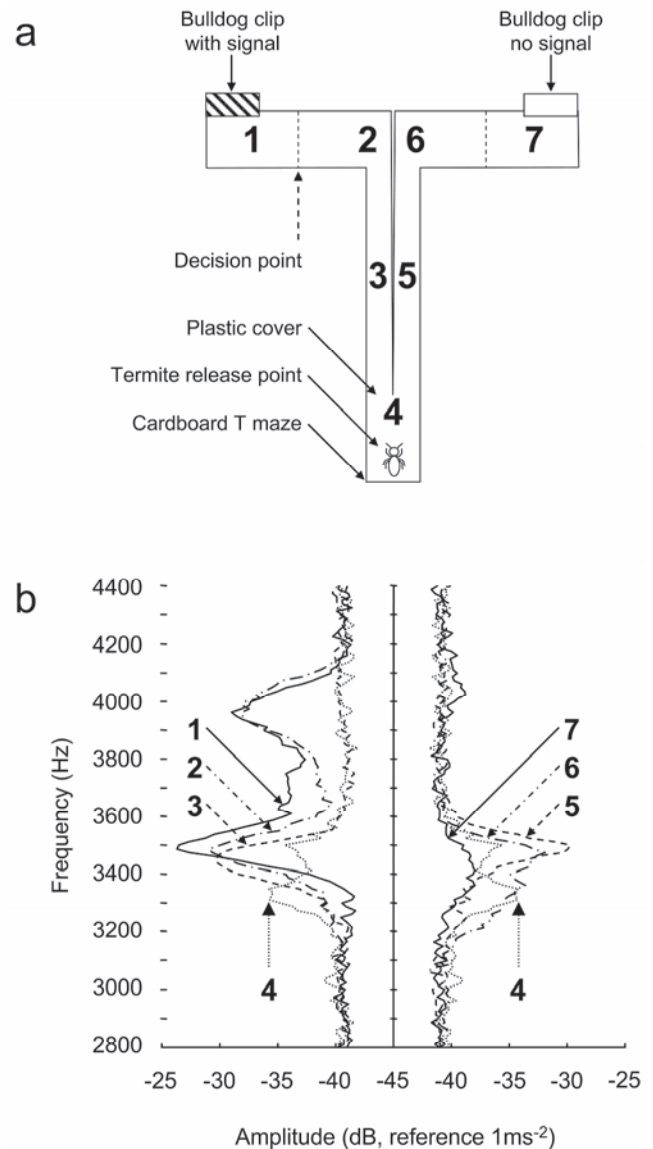 a
Bulldog clip
with signal
Bulldog clip
no signal
1 2 6 7
Decision point
3 5
Plastic cover
Termite release point
4
Cardboard T maze
b
4400
4200
4000
3800
3600
3400
3200
3000
2800
Frequency (Hz)
1
2
3
4
7
6
5
4
-25 -30 -35 -40 -45 -40 -35 -30 -25
Amplitude (dB, reference 1ms⁻²)